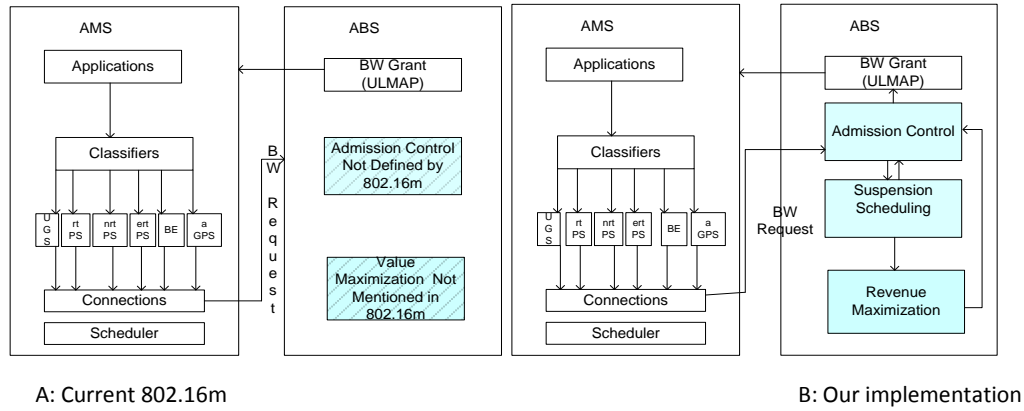 AMS
Applications
Classifiers
U
G
S
rt
PS
nrt
PS
ert
PS
BE
a
GPS
Connections
Scheduler
B
W
R
e
q
u
e
s
t
ABS
BW Grant
(ULMAP)
Admission Control
Not Defined by
802.16m
Value
Maximization Not
Mentioned in
802.16m
AMS
Applications
Classifiers
U
G
S
rt
PS
nrt
PS
ert
PS
BE
a
GPS
Connections
Scheduler
BW
Request
ABS
BW Grant
(ULMAP)
Admission Control
Suspension
Scheduling
Revenue
Maximization
A: Current 802.16m
B: Our implementation